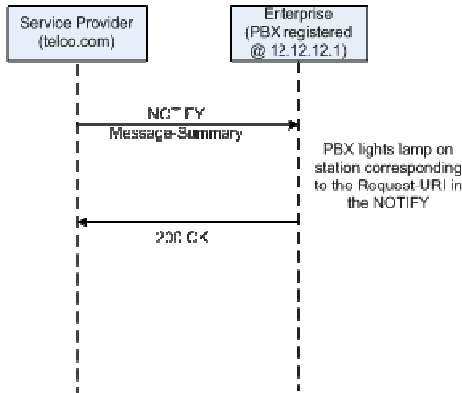 Service Provider
(telco.com)
Enterprise
(PBX registered
@ 12.12.12.1)
NOTIFY
Message-Summary
PBX lights lamp on
station corresponding
to the Request-URI in
the NOTIFY
200 OK